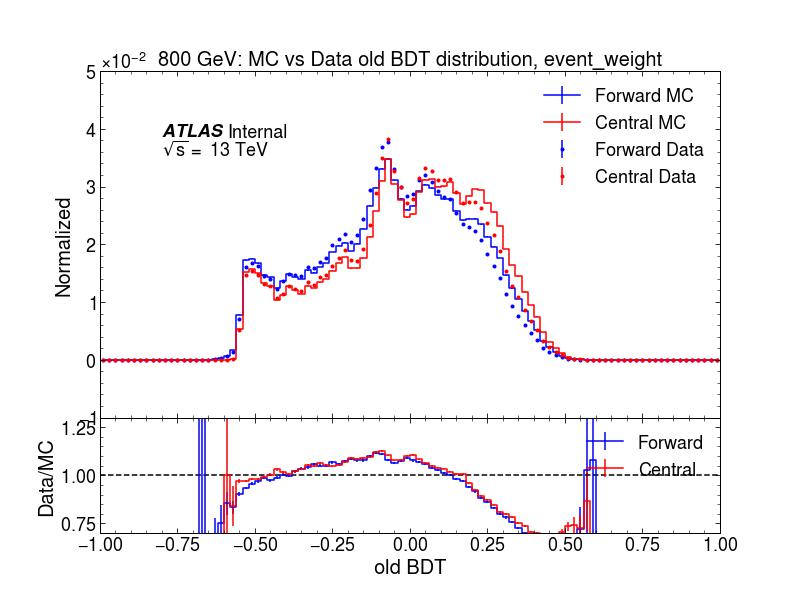 ×10⁻² 800 GeV: MC vs Data old BDT distribution, event_weight
5
4
3
2
1
0
−1
Normalized
ATLAS Internal
√s = 13 TeV
Forward MC
Central MC
Forward Data
Central Data
1.25
1.00
0.75
Data/MC
Forward
Central
−1.00 −0.75 −0.50 −0.25 0.00 0.25 0.50 0.75 1.00
old BDT